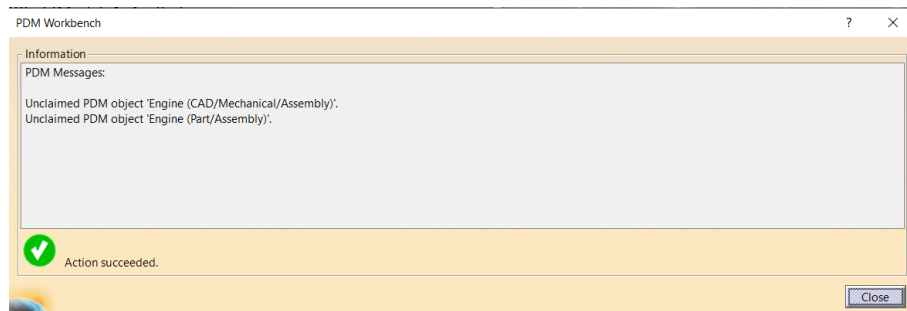 PDM Workbench
?
Information
PDM Messages:
Unclaimed PDM object 'Engine (CAD/Mechanical/Assembly)'.
Unclaimed PDM object 'Engine (Part/Assembly)'.
Action succeeded.
Close